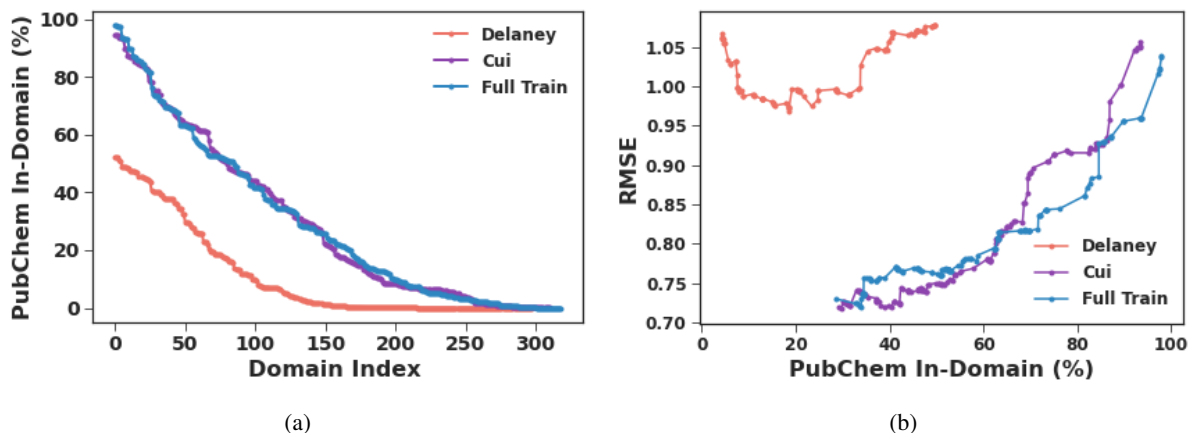 PubChem In-Domain (%)
100
80
60
40
20
0
0 50 100 150 200 250 300
Domain Index
Delaney
Cui
Full Train
(a)
RMSE
1.05
1.00
0.95
0.90
0.85
0.80
0.75
0.70
0 20 40 60 80 100
PubChem In-Domain (%)
Delaney
Cui
Full Train
(b)